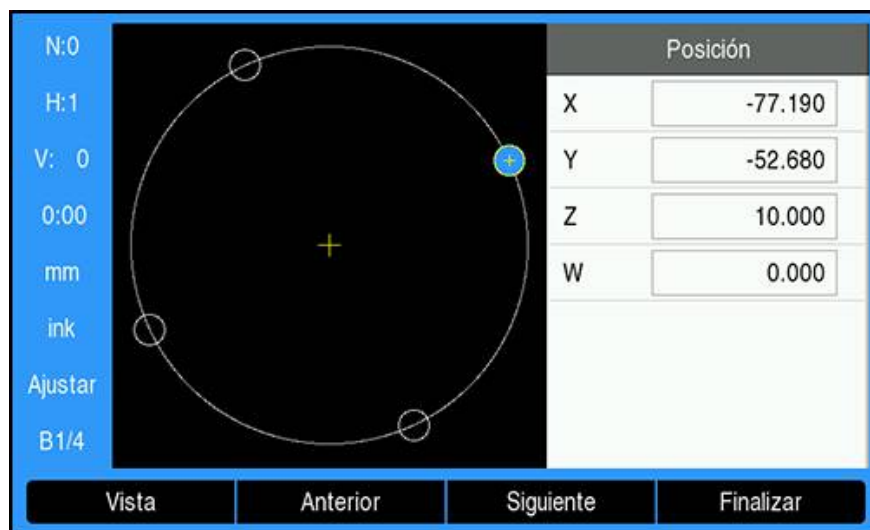 N:0
H:1
V: 0
0:00
mm
ink
Ajustar
B1/4
Posición
X -77.190
Y -52.680
Z 10.000
W 0.000
Vista Anterior Siguiente Finalizar